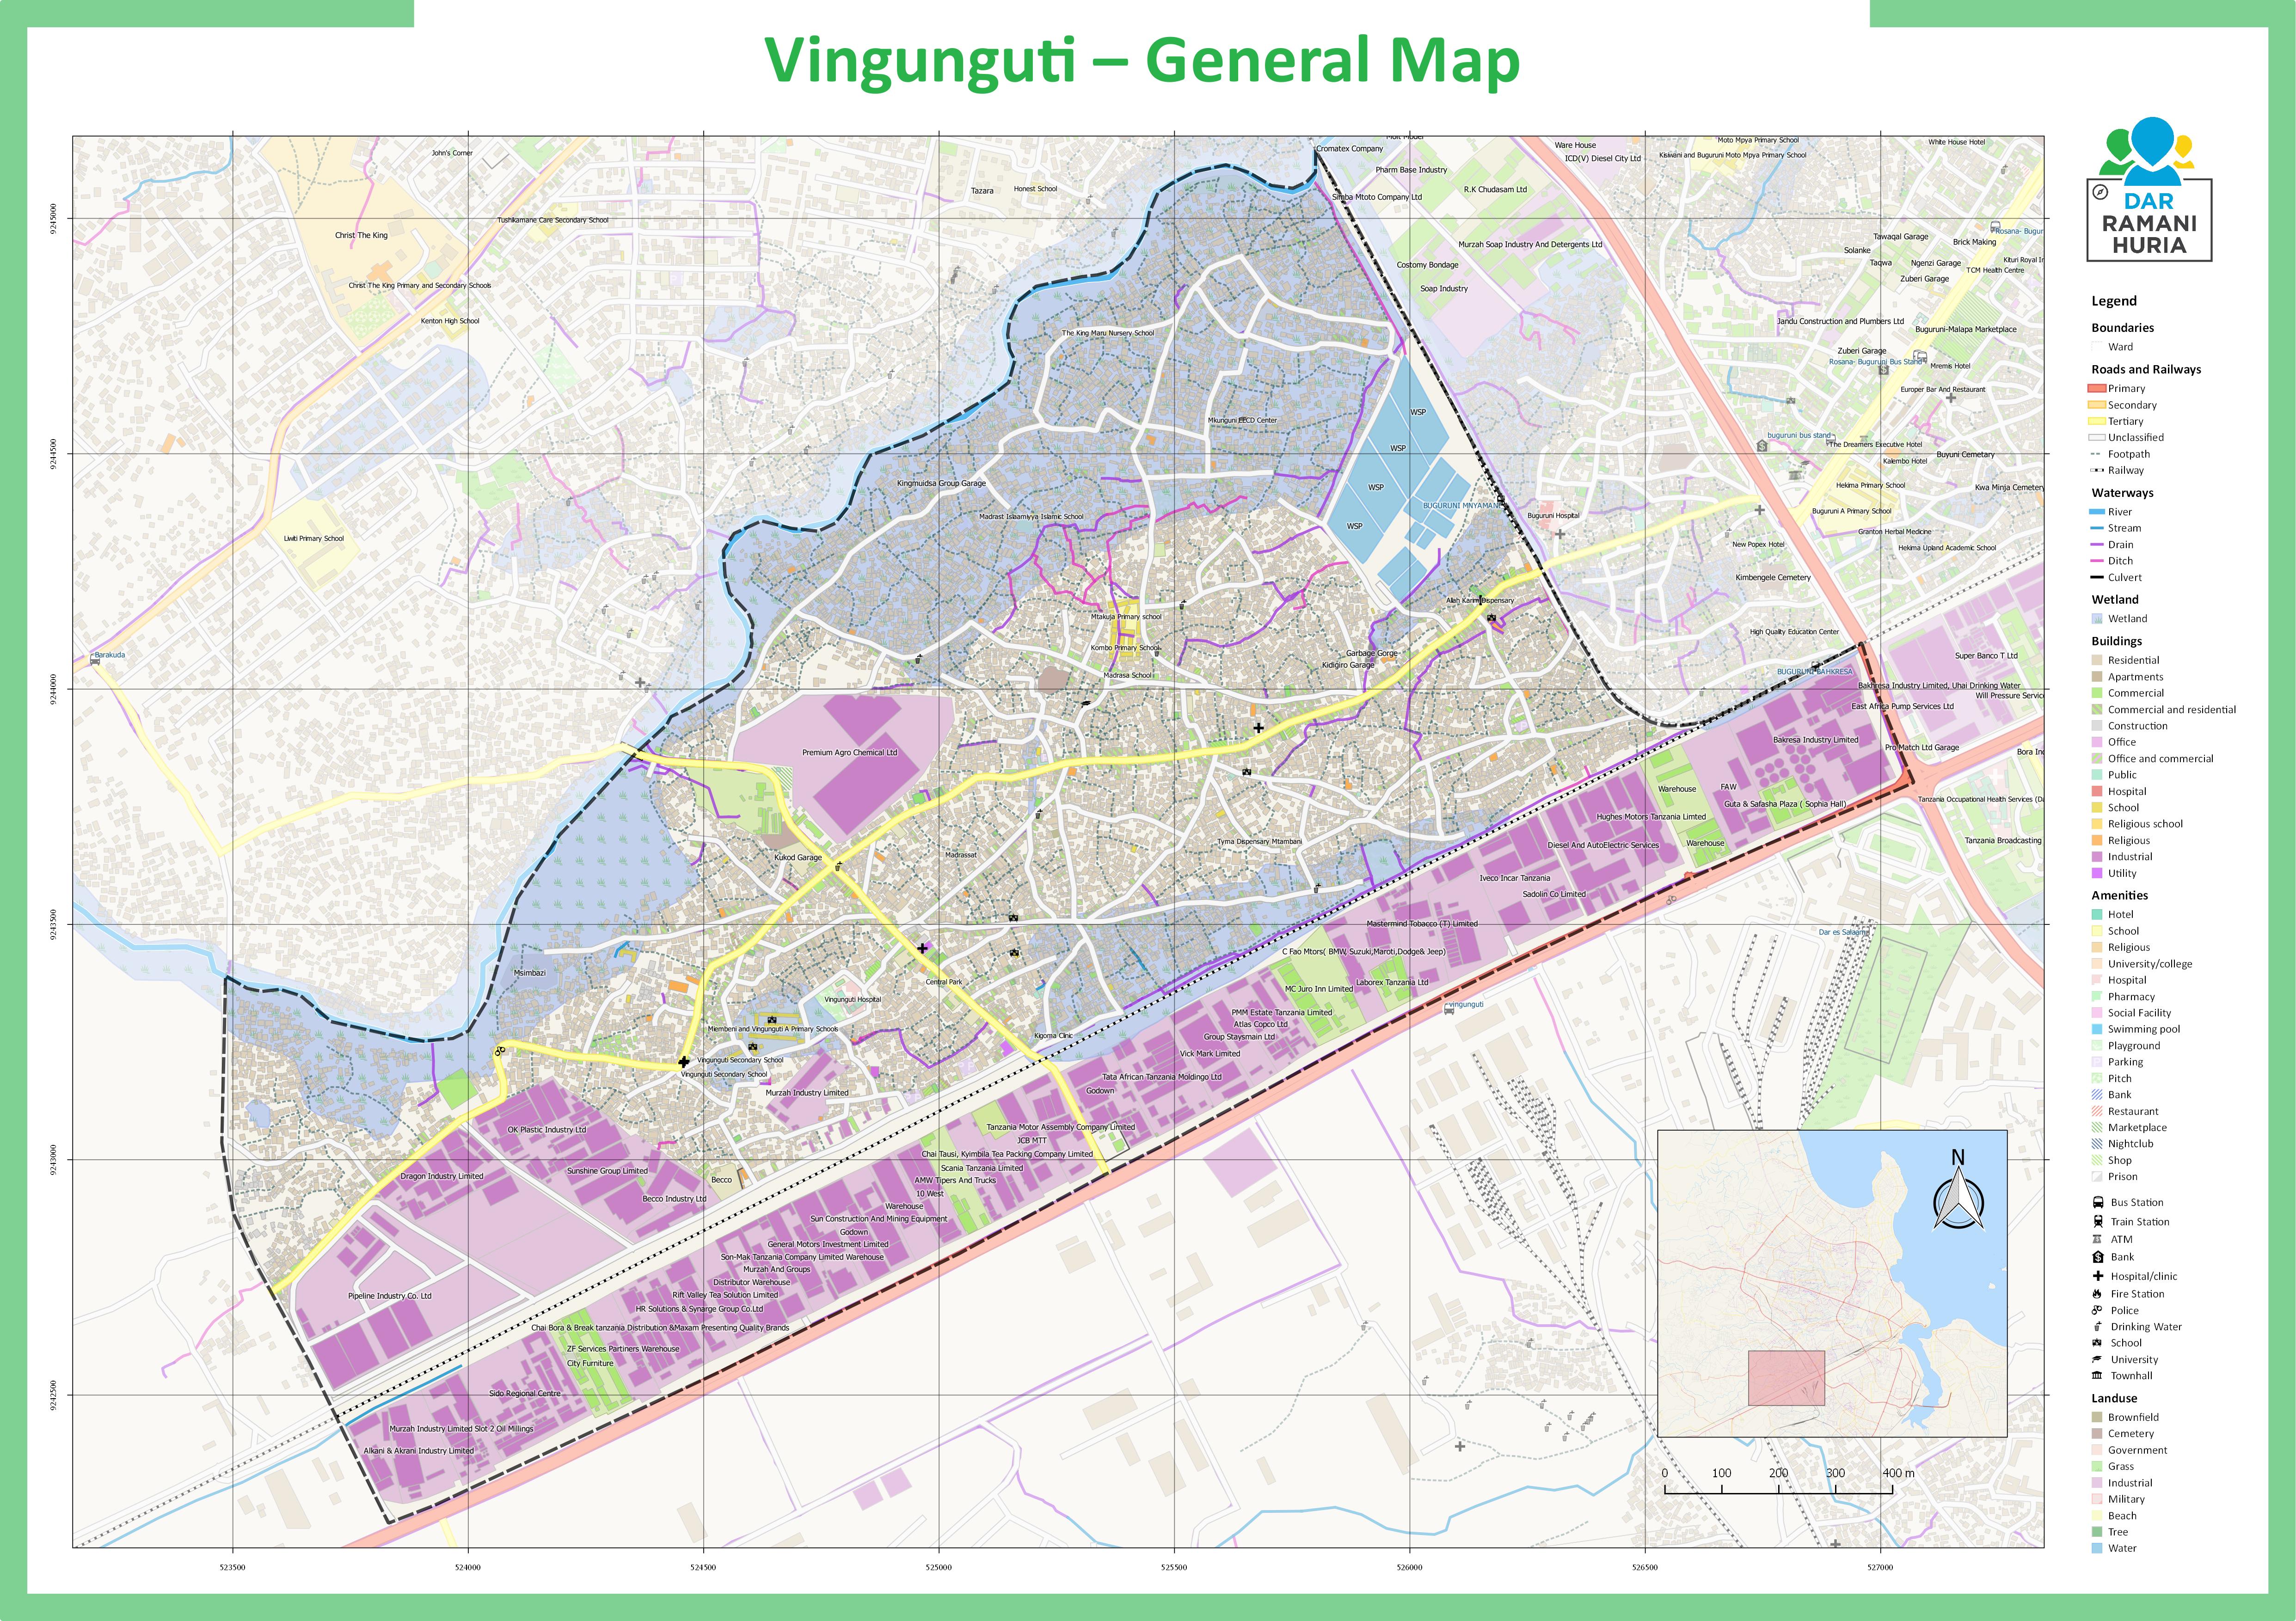 Vingunguti – General Map
John's Corner
Christ The King
Christ The King Primary and Secondary Schools
Kenton High School
Tushikamane Care Secondary School
Tazara
Honest School
Cromatex Company
Pharm Base Industry
Simba Mtoto Company Ltd
R.K Chudasam Ltd
Ware House
ICD(V) Diesel City Ltd
Moto Mpya Primary School
Kisiwani and Buguruni Moto Mpya Primary School
White House Hotel
Murzah Soap Industry And Detergents Ltd
Costomy Bondage
Soap Industry
Tawaqal Garage
Solanke
Brick Making
Taqwa
Ngenzi Garage
TCM Health Centre
Zuberi Garage
Jandu Construction and Plumbers Ltd
Buguruni-Malapa Marketplace
Zuberi Garage
Rosana- Buguruni Bus Stand
Mremis Hotel
Europer Bar And Restaurant
buguruni bus stand
The Dreamers Executive Hotel
Buyuni Cemetary
Kalembo Hotel
Hekima Primary School
Kwa Minja Cemetery
Buguruni A Primary School
Granton Herbal Medicine
Hekima Upland Academic School
New Popex Hotel
Kimbengele Cemetery
High Quality Education Center
Super Banco T Ltd
The King Maru Nursery School
Mkunguni EECD Center
Kingmuidsa Group Garage
Madrast Islaamiyya Islamic School
WSP
WSP
WSP
WSP
BUGURUNI MNYAMANI
Buguruni Hospital
Liwiti Primary School
Barakuda
Mtakuja Primary school
Kombo Primary School
Madrasa School
Allah Karim Dispensary
Garbage Gorge
Kidigiro Garage
BUGURUNI BAHKRESA
Bakhresa Industry Limited, Uhai Drinking Water
Will Pressure Service
East Africa Pump Services Ltd
Bakresa Industry Limited
Pro Match Ltd Garage
Premium Agro Chemical Ltd
Warehouse
FAW
Guta & Safasha Plaza ( Sophia Hall)
Hughes Motors Tanzania Limted
Warehouse
Diesel And AutoElectric Services
Tanzania Broadcasting
Kukod Garage
Madrassat
Tyma Dispensary Mtambani
Iveco Incar Tanzania
Sadolin Co Limited
Mastermind Tobacco (T) Limited
Dar es Salaam
C Fao Mtors( BMW, Suzuki,Maroti,Dodge& Jeep)
Laborex Tanzania Ltd
MC Juro Inn Limited
vingunguti
Msimbazi
Central Park
Vingunguti Hospital
Miembeni and Vingunguti A Primary Schools
Kigoma Clinic
PMM Estate Tanzania Limited
Atlas Copco Ltd
Group Staysmain Ltd
Vick Mark Limited
Vingunguti Secondary School
Vingunguti Secondary School
Tata African Tanzania Moldingo Ltd
Godown
Murzah Industry Limited
OK Plastic Industry Ltd
Tanzania Motor Assembly Company Limited
JCB MTT
Chai Tausi, Kyimbila Tea Packing Company Limited
Scania Tanzania Limited
AMW Tipers And Trucks
10 West
Dragon Industry Limited
Sunshine Group Limited
Becco
Becco Industry Ltd
Warehouse
Sun Construction And Mining Equipment
Godown
General Motors Investment Limited
Son-Mak Tanzania Company Limited Warehouse
Murzah And Groups
Distributor Warehouse
Rift Valley Tea Solution Limited
HR Solutions & Synarge Group Co.Ltd
Pipeline Industry Co. Ltd
Chai Bora & Break tanzania Distribution &Maxam Presenting Quality Brands
ZF Services Partners Warehouse
City Furniture
Sido Regional Centre
Murzah Industry Limited Slot 2 Oil Millings
Alkani & Akrani Industry Limited
9245000
9244500
9244000
9243500
9243000
9242500
523500
524000
524500
525000
525500
526000
526500
527000
N
0 100 200 300 400 m
DAR
RAMANI
HURIA
Legend
Boundaries
Ward
Roads and Railways
Primary
Secondary
Tertiary
Unclassified
Footpath
Railway
Waterways
River
Stream
Drain
Ditch
Culvert
Wetland
Wetland
Buildings
Residential
Apartments
Commercial
Commercial and residential
Construction
Office
Office and commercial
Public
Hospital
School
Religious school
Religious
Industrial
Utility
Amenities
Hotel
School
Religious
University/college
Hospital
Pharmacy
Social Facility
Swimming pool
Playground
Parking
Pitch
Bank
Restaurant
Marketplace
Nightclub
Shop
Prison
Bus Station
Train Station
ATM
Bank
Hospital/clinic
Fire Station
Police
Drinking Water
School
University
Townhall
Landuse
Brownfield
Cemetery
Government
Grass
Industrial
Military
Beach
Tree
Water